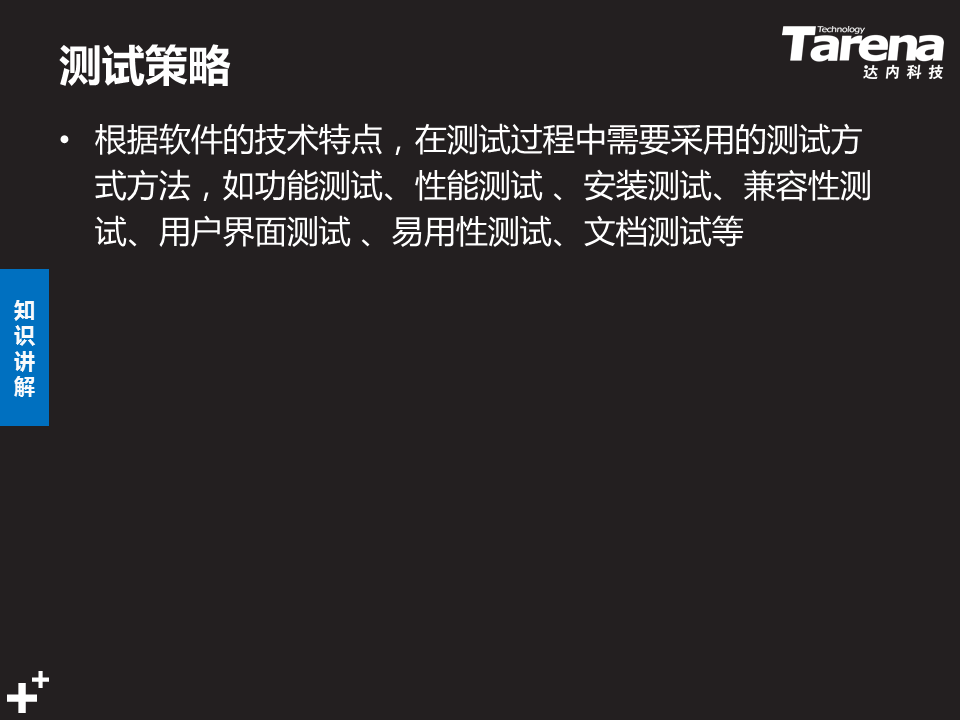 测试策略
Technology
Tarena
达内科技
• 根据软件的技术特点，在测试过程中需要采用的测试方
式方法，如功能测试、性能测试 、安装测试、兼容性测
试、用户界面测试 、易用性测试、文档测试等
知
识
讲
解